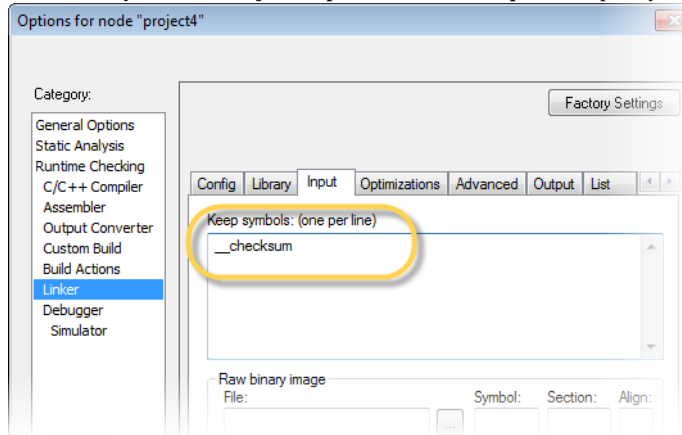 Options for node "project4"
Category:
Factory Settings
General Options
Static Analysis
Runtime Checking
C/C++ Compiler
Assembler
Output Converter
Custom Build
Build Actions
Linker
Debugger
Simulator
Config Library Input Optimizations Advanced Output List
Keep symbols: (one per line)
__checksum
Raw binary image
File: Symbol: Section: Align:
...